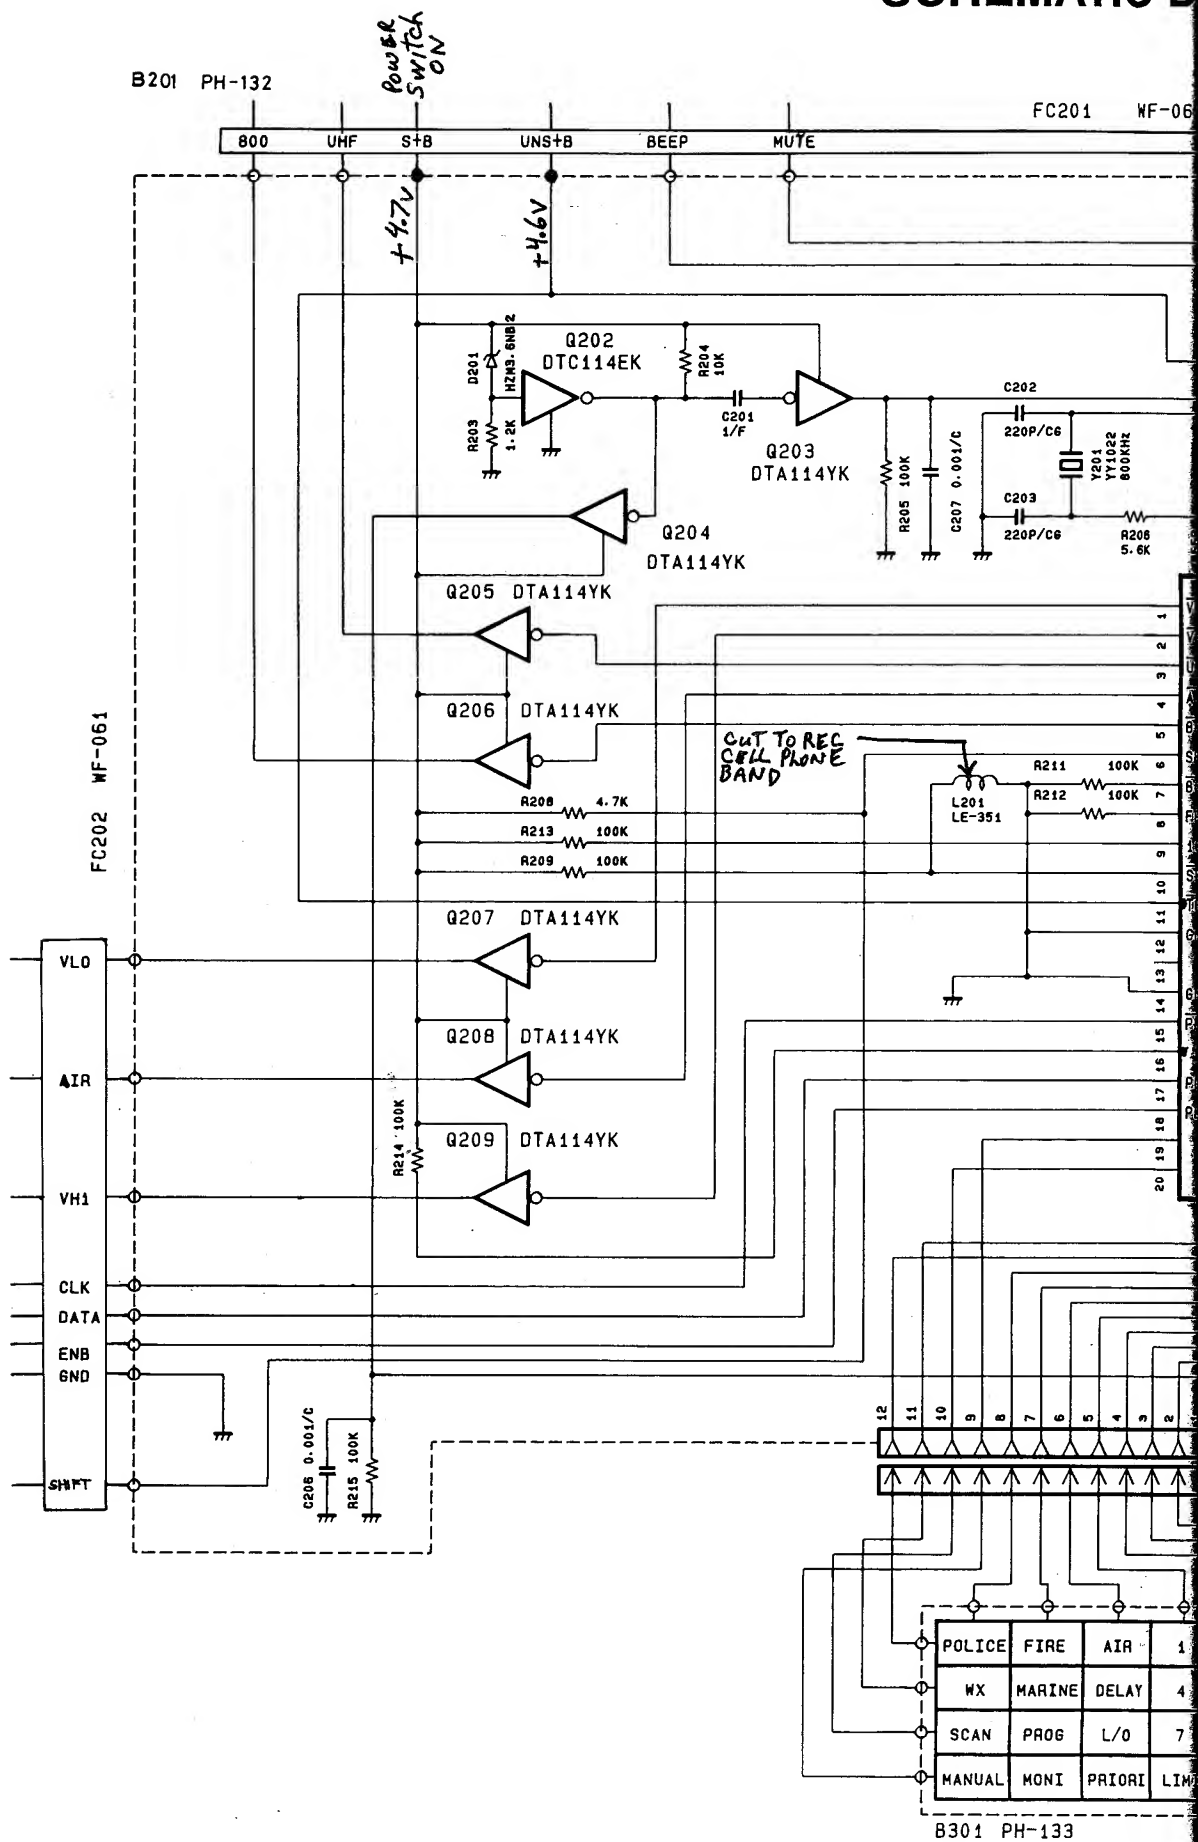 SCHEMATIC D
POWER
SWITCH
ON
B201 PH-132
FC201 WF-06
800 UHF S+B UNS+B BEEP MUTE
+4.7V
+4.6V
D201
HZM3.6NB2
Q202
DTC114EK
R204
10K
R203
1.2K
C201
1/F
Q203
DTA114YK
R205 100K
C207 0.001/C
C202
220P/C6
Y201
YY1022
800KHz
C203
220P/C6
R206
5.6K
Q204
DTA114YK
Q205 DTA114YK
Q206 DTA114YK
CUT TO REC
CELL PHONE
BAND
L201
LE-351
R211 100K
R212 100K
R208 4.7K
R213 100K
R209 100K
FC202 WF-061
Q207 DTA114YK
Q208 DTA114YK
Q209 DTA114YK
R214 100K
1
2
3
4
5
6
7
8
9
10
11
12
13
14
15
16
17
18
19
20
VLO
AIR
VH1
CLK
DATA
ENB
GND
SHIFT
C206 0.001/C
R215 100K
12 11 10 9 8 7 6 5 4 3 2
POLICE FIRE AIR 1
WX MARINE DELAY 4
SCAN PROG L/O 7
MANUAL MONI PRIORI LIM
B301 PH-133